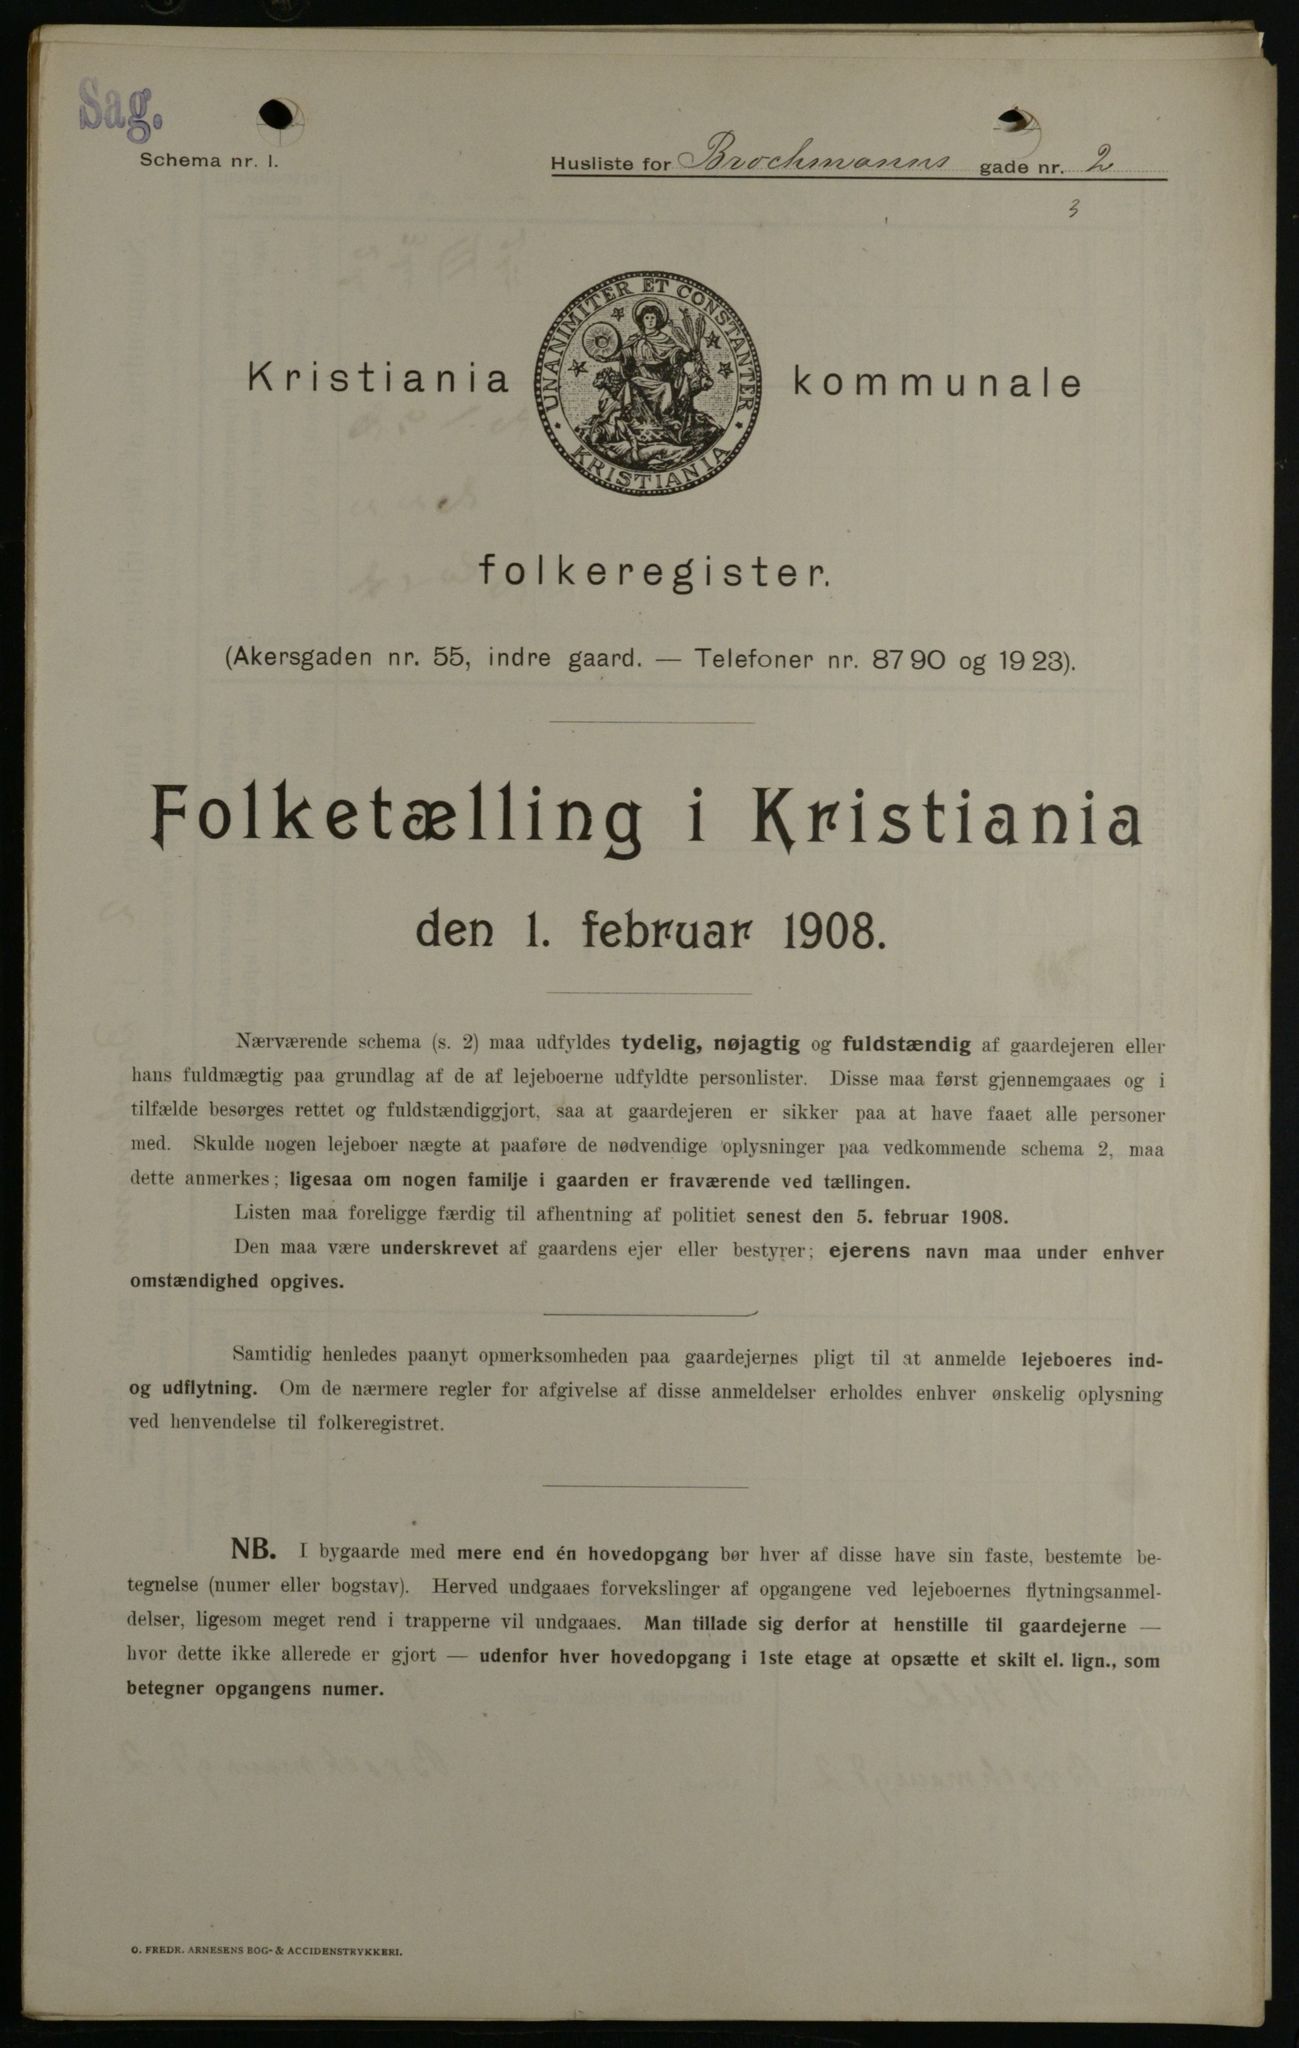 Sag.
Schema nr. 1.
Husliste for Brochmanns gade nr. 2
3
UNANIMITER ET CONSTANTER
KRISTIANIA
Kristiania kommunale
folkeregister.
(Akersgaden nr. 55, indre gaard. — Telefoner nr. 87 90 og 19 23).
Folketælling i Kristiania
den 1. februar 1908.
Nærværende schema (s. 2) maa udfyldes tydelig, nøjagtig og fuldstændig af gaardejeren eller
hans fuldmægtig paa grundlag af de af lejeboerne udfyldte personlister. Disse maa først gjennemgaaes og i
tilfælde besørges rettet og fuldstændiggjort, saa at gaardejeren er sikker paa at have faaet alle personer
med. Skulde nogen lejeboer nægte at paaføre de nødvendige oplysninger paa vedkommende schema 2, maa
dette anmerkes; ligesaa om nogen familje i gaarden er fraværende ved tællingen.
Listen maa foreligge færdig til afhentning af politiet senest den 5. februar 1908.
Den maa være underskrevet af gaardens ejer eller bestyrer; ejerens navn maa under enhver
omstændighed opgives.
Samtidig henledes paanyt opmerksomheden paa gaardejernes pligt til at anmelde lejeboeres ind-
og udflytning. Om de nærmere regler for afgivelse af disse anmeldelser erholdes enhver ønskelig oplysning
ved henvendelse til folkeregistret.
NB. I bygaarde med mere end én hovedopgang bør hver af disse have sin faste, bestemte be-
tegnelse (numer eller bogstav). Herved undgaaes forvekslinger af opgangene ved lejeboernes flytningsanmel-
delser, ligesom meget rend i trapperne vil undgaaes. Man tillade sig derfor at henstille til gaardejerne —
hvor dette ikke allerede er gjort — udenfor hver hovedopgang i 1ste etage at opsætte et skilt el. lign., som
betegner opgangens numer.
O. FREDR. ARNESENS BOG- & ACCIDENSTRYKKERI.